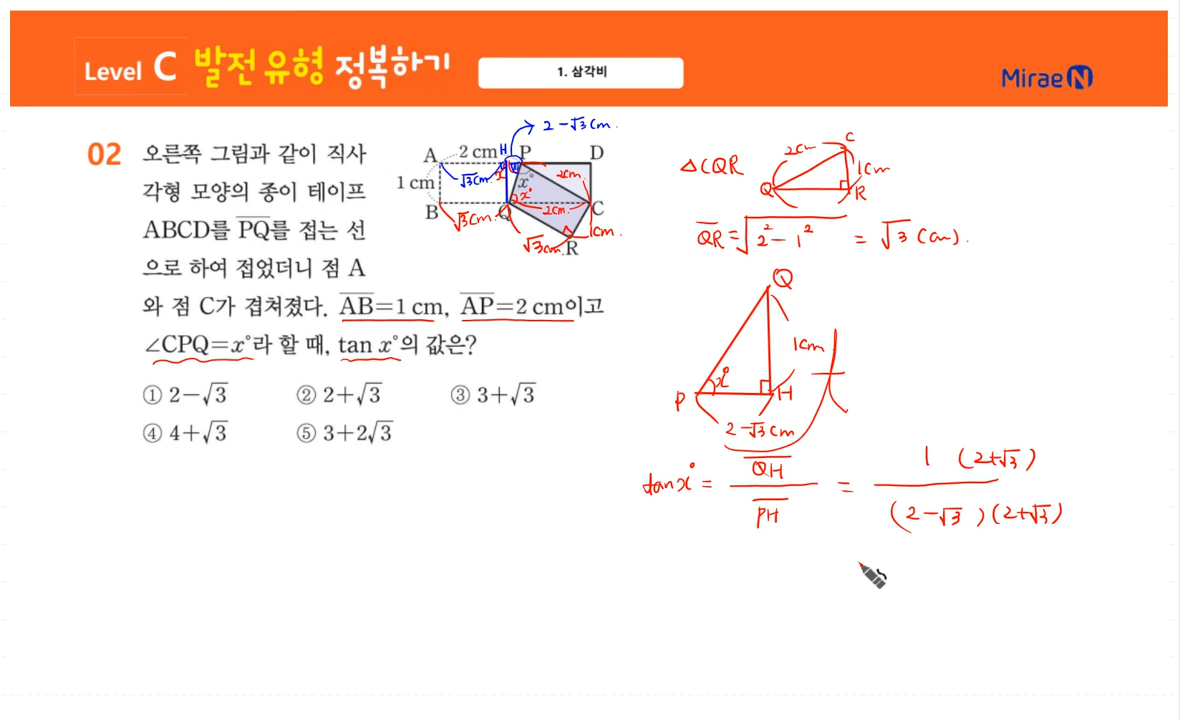 Level C 발전 유형 정복하기
1. 삼각비
Mirae N
02 오른쪽 그림과 같이 직사
각형 모양의 종이 테이프
ABCD를 PQ를 접는 선
으로 하여 접었더니 점 A
와 점 C가 겹쳐졌다. AB=1 cm, AP=2 cm이고
∠CPQ=x°라 할 때, tan x°의 값은?
① 2−√3 ② 2+√3 ③ 3+√3
④ 4+√3 ⑤ 3+2√3
2−√3cm.
A 2 cm H P D
1 cm √3cm x° x° 2cm
B √3cm Q x° 2cm C
√3cm R 1cm.
△CQR
2cm C 1cm
Q R
QR = √2²−1² = √3 (cm).
Q
1cm
P x° H
2−√3cm
tan x° = QH / PH = 1 (2+√3) / (2−√3)(2+√3)